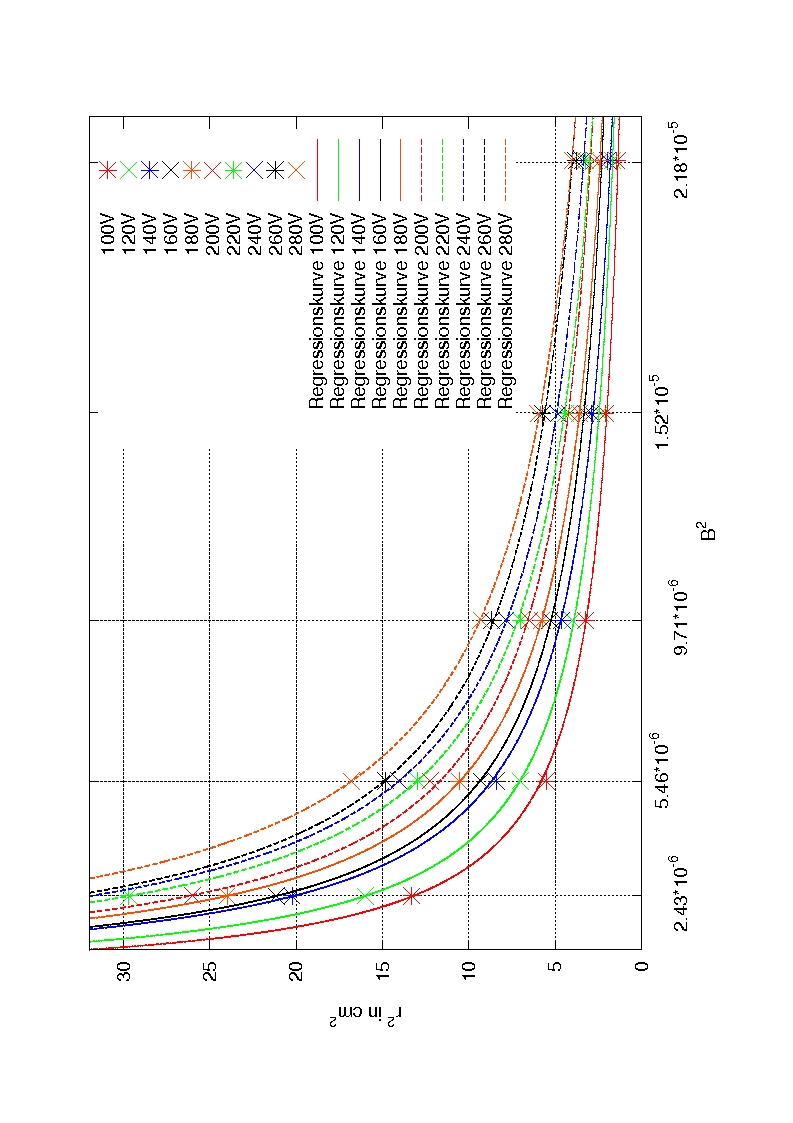 100V
120V
140V
160V
180V
200V
220V
240V
260V
280V
Regressionskurve 100V
Regressionskurve 120V
Regressionskurve 140V
Regressionskurve 160V
Regressionskurve 180V
Regressionskurve 200V
Regressionskurve 220V
Regressionskurve 240V
Regressionskurve 260V
Regressionskurve 280V
r² in cm²
30
25
20
15
10
5
0
2.43*10⁻⁶
5.46*10⁻⁶
9.71*10⁻⁶
1.52*10⁻⁵
2.18*10⁻⁵
B²